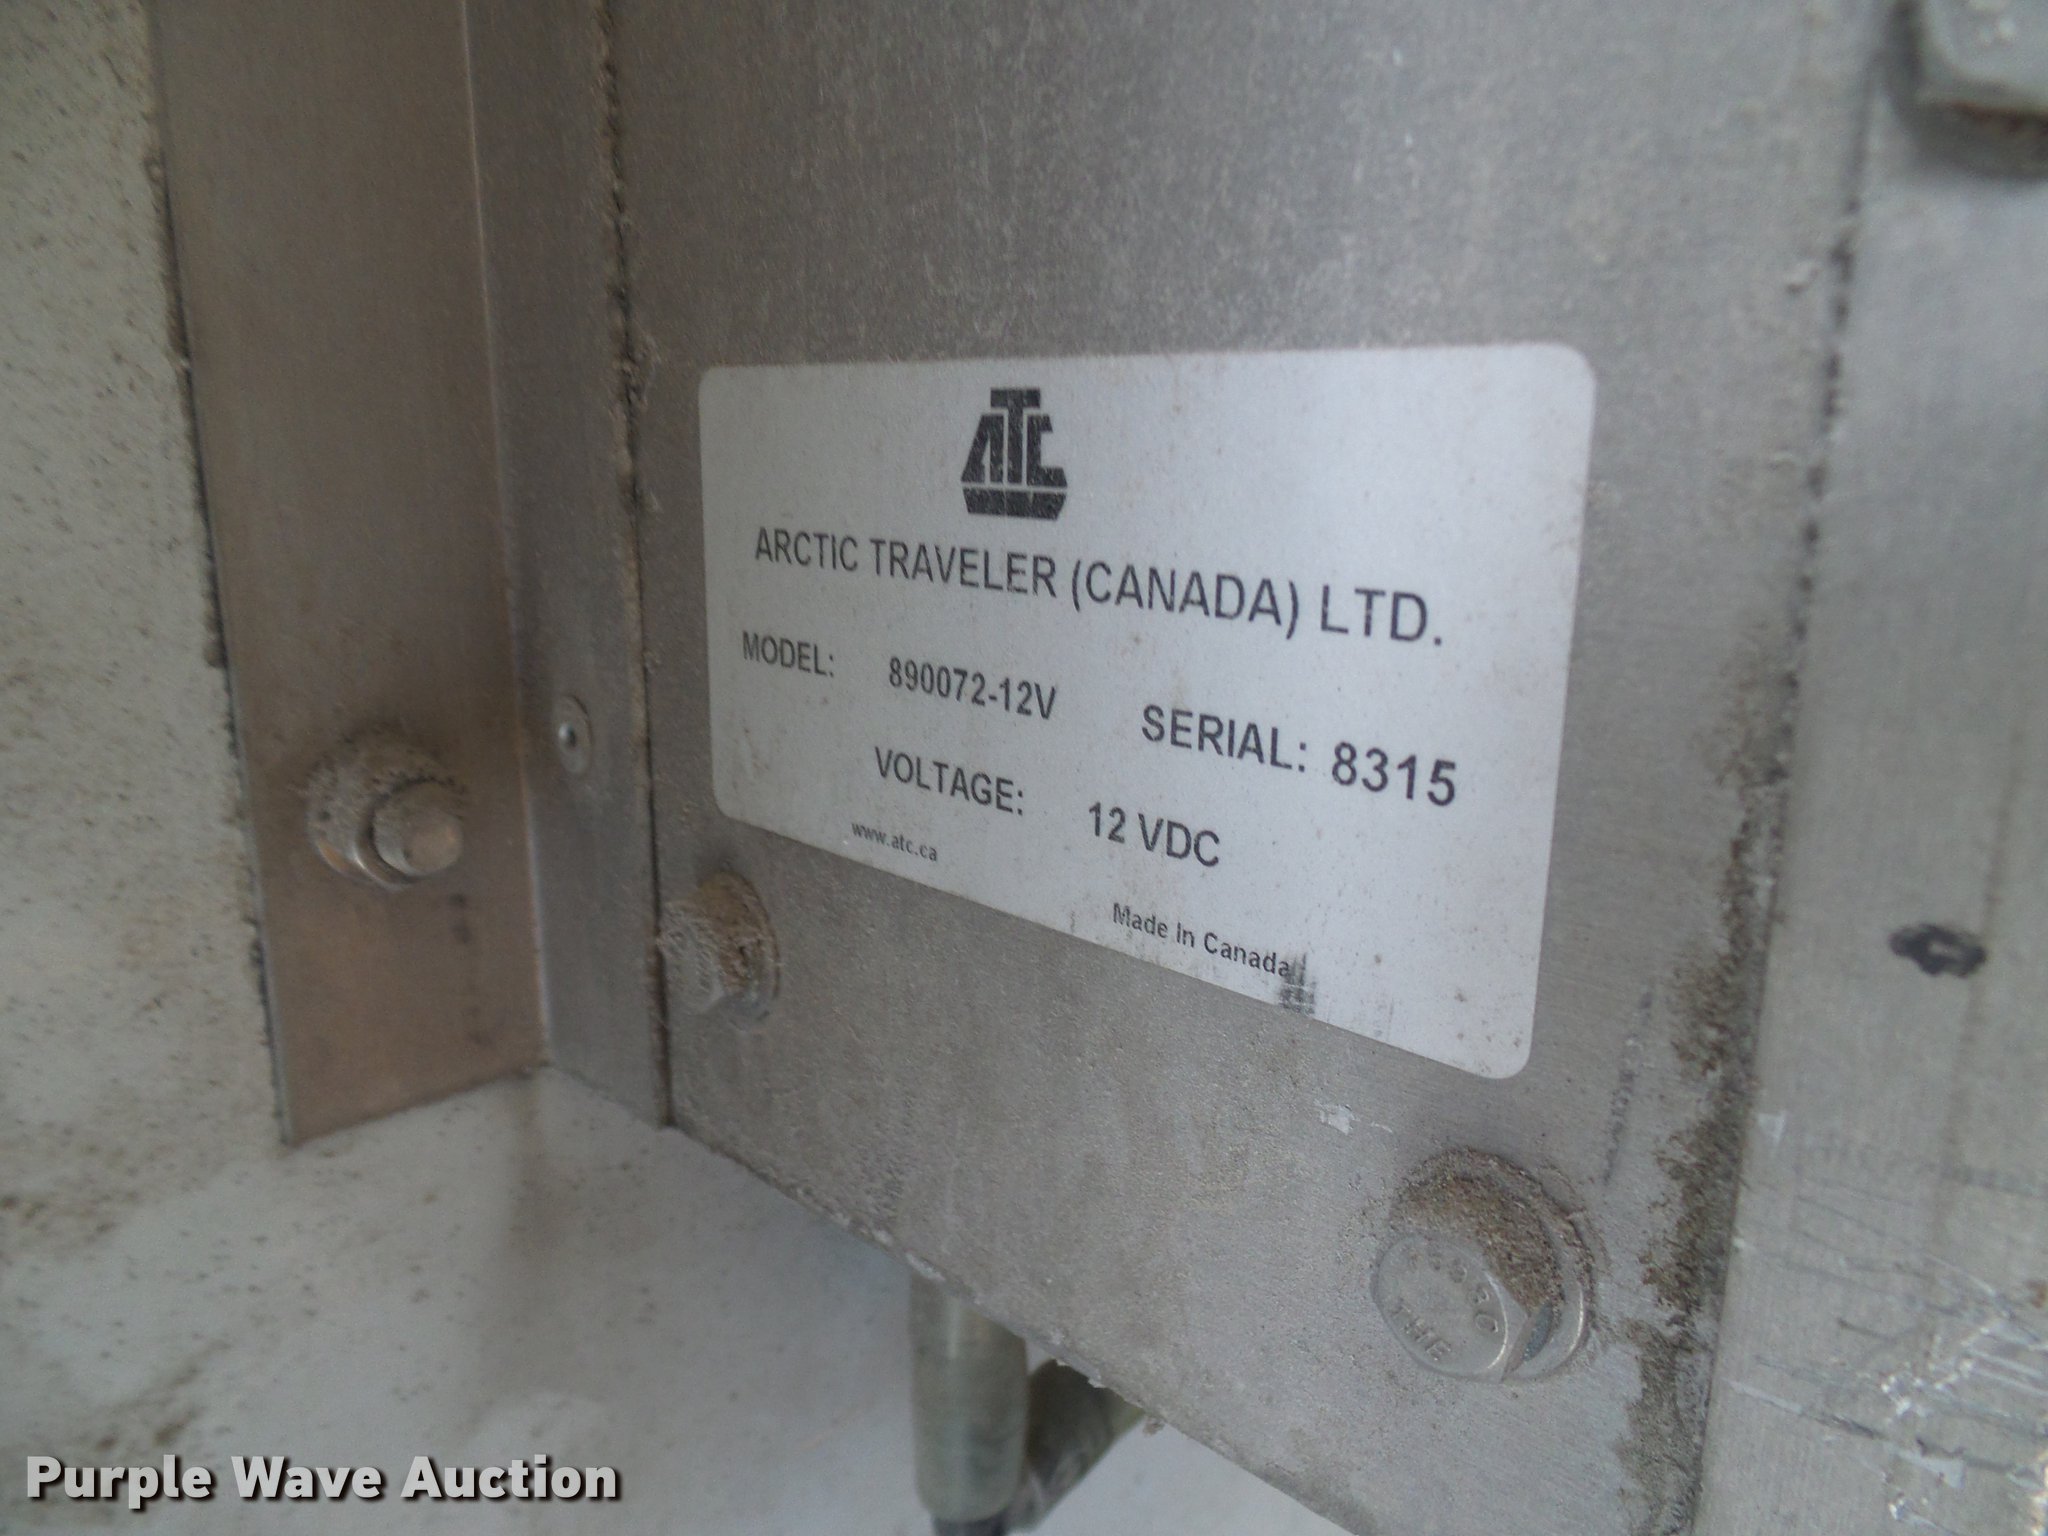 ATC
ARCTIC TRAVELER (CANADA) LTD.
MODEL: 890072-12V SERIAL: 8315
VOLTAGE: 12 VDC
www.atc.ca
Made In Canada
THE
Purple Wave Auction